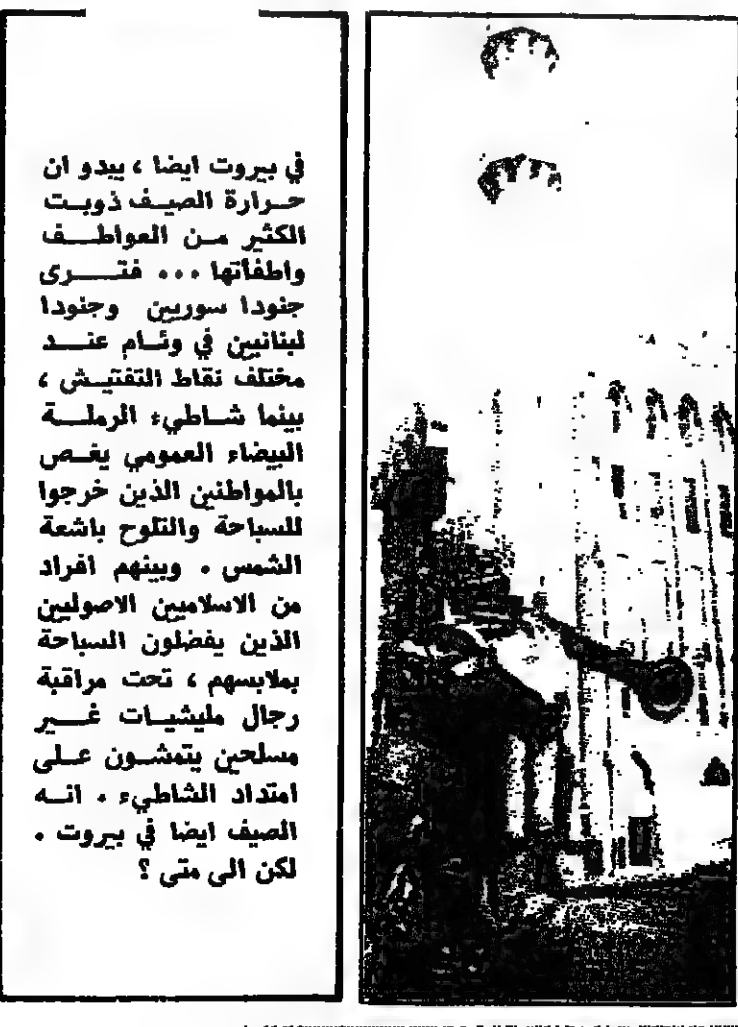 في بيروت ايضا ، يبدو ان
حرارة الصيف ذوبت
الكثير من العواطف
واطفأتها ... فترى
جنودا سوريين وجنودا
لبنانيين في وئام عند
مختلف نقاط التفتيش ،
بينما شاطيء الرملة
البيضاء العمومي يغص
بالمواطنين الذين خرجوا
للسباحة والتلوح باشعة
الشمس . وبينهم افراد
من الاسلاميين الاصوليين
الذين يفضلون السباحة
بملابسهم ، تحت مراقبة
رجال مليشيات غير
مسلحين يتمشون على
امتداد الشاطيء . انه
الصيف ايضا في بيروت .
لكن الى متى ؟